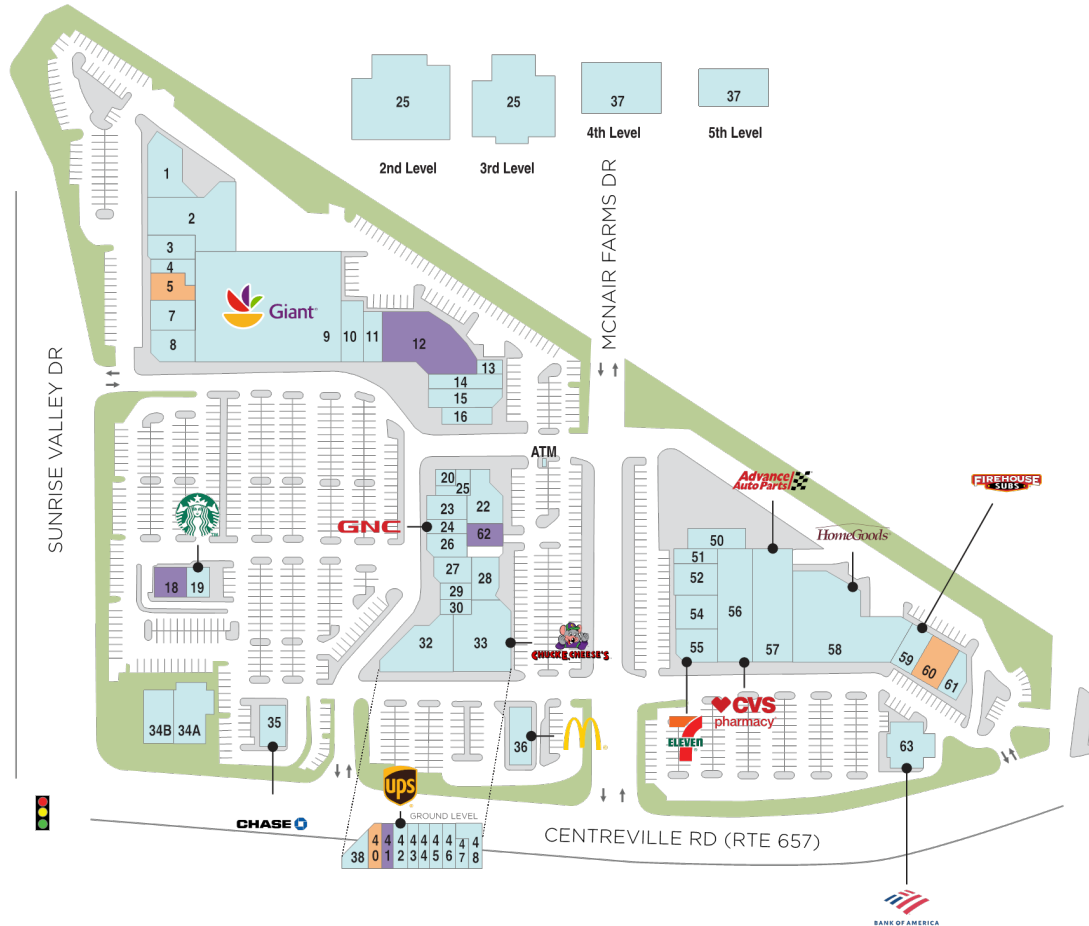 25
25
37
37
4th Level
5th Level
2nd Level
3rd Level
MCNAIR FARMS DR
SUNRISE VALLEY DR
1
2
3
4
5
7
8
Giant
9
10
11
12
13
14
15
16
ATM
20
25
22
23
24
GNC
26
62
27
28
29
30
32
33
CHUCK E. CHEESE'S
18
19
34B
34A
35
CHASE
36
Advance
Auto Parts
HomeGoods
FIREHOUSE
SUBS
50
51
52
54
55
56
57
58
59
60
61
63
7
ELEVEN
CVS
pharmacy
ups
GROUND LEVEL
38
40
41
42
43
44
45
46
47
48
CENTREVILLE RD (RTE 657)
BANK OF AMERICA